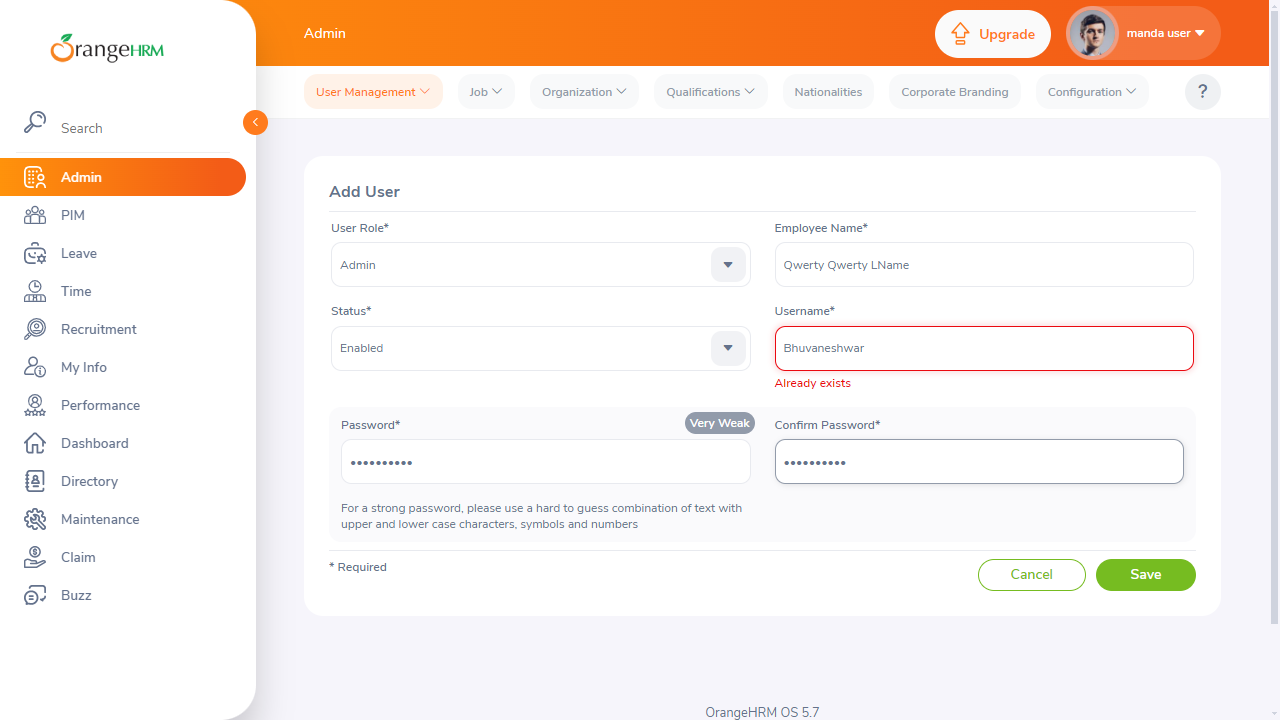 OrangeHRM
Admin
Upgrade
manda user
User Management
Job
Organization
Qualifications
Nationalities
Corporate Branding
Configuration
?
Search
Admin
PIM
Leave
Time
Recruitment
My Info
Performance
Dashboard
Directory
Maintenance
Claim
Buzz
Add User
User Role*
Employee Name*
Admin
Qwerty Qwerty LName
Status*
Username*
Enabled
Bhuvaneshwar
Already exists
Password*
Very Weak
Confirm Password*
••••••••••
••••••••••
For a strong password, please use a hard to guess combination of text with
upper and lower case characters, symbols and numbers
* Required
Cancel
Save
OrangeHRM OS 5.7